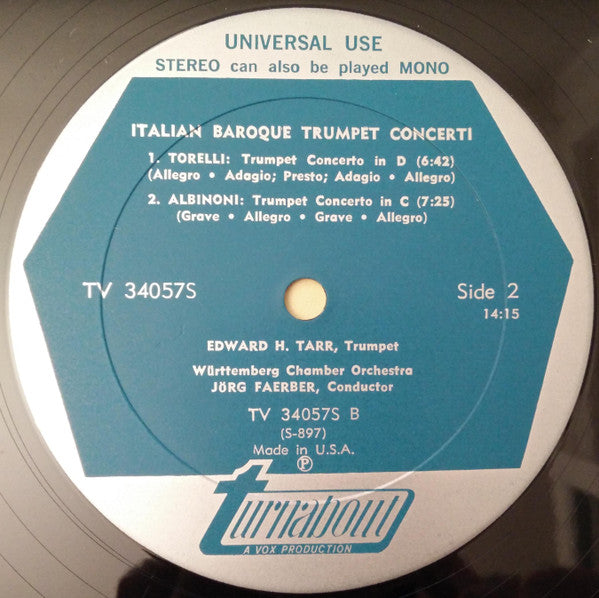 UNIVERSAL USE
STEREO can also be played MONO
ITALIAN BAROQUE TRUMPET CONCERTI
1. TORELLI: Trumpet Concerto in D (6:42)
(Allegro • Adagio; Presto; Adagio • Allegro)
2. ALBINONI: Trumpet Concerto in C (7:25)
(Grave • Allegro • Grave • Allegro)
TV 34057S
Side 2
14:15
EDWARD H. TARR, Trumpet
Württemberg Chamber Orchestra
JÖRG FAERBER, Conductor
TV 34057S B
(S-897)
Made in U.S.A.
℗
turnabout
A VOX PRODUCTION